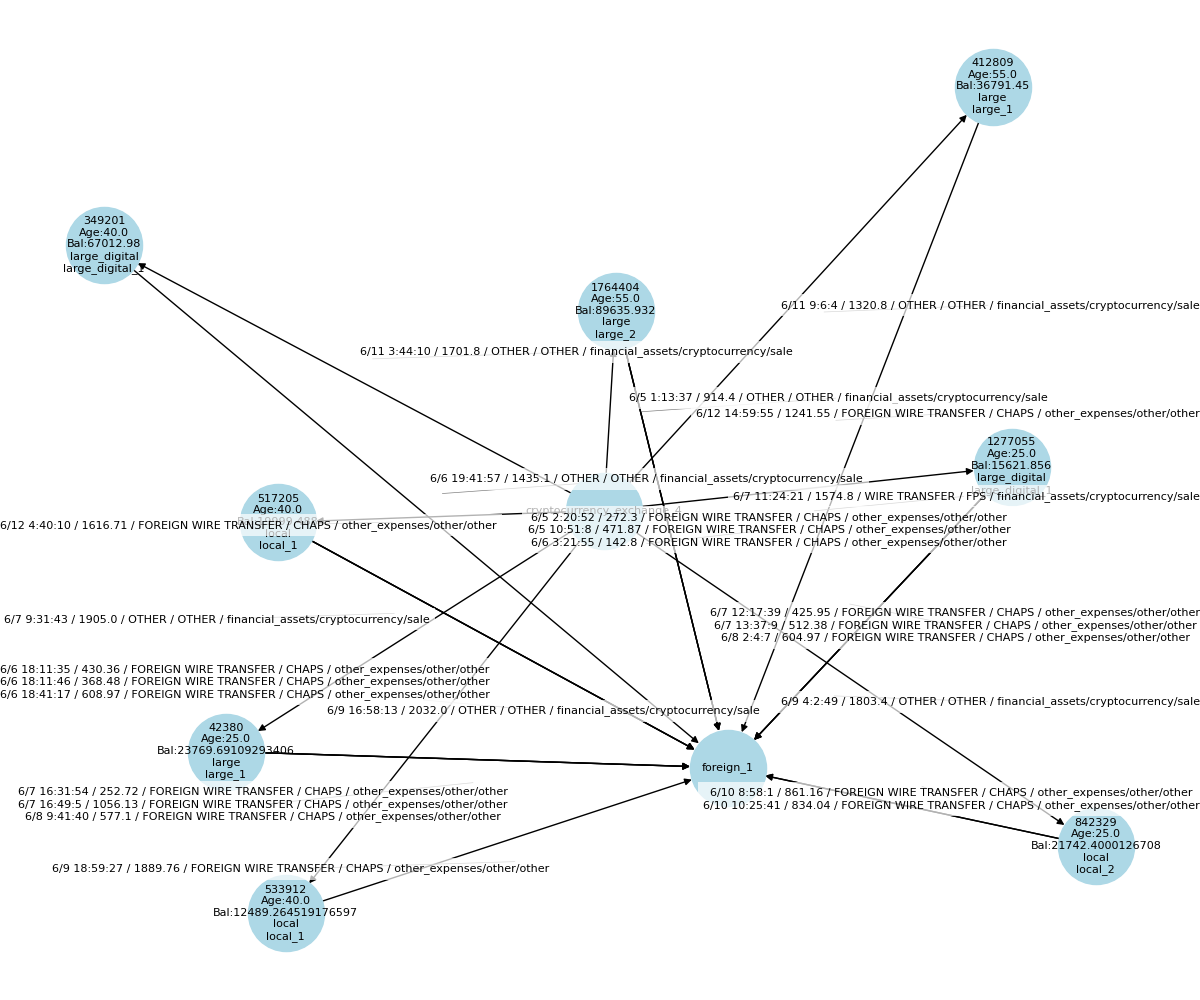 412809
Age:55.0
Bal:36791.45
large
large_1
349201
Age:40.0
Bal:67012.98
large_digital
large_digital_1
1764404
Age:55.0
Bal:89635.932
large
large_2
6/11 9:6:4 / 1320.8 / OTHER / OTHER / financial_assets/cryptocurrency/sale
6/11 3:44:10 / 1701.8 / OTHER / OTHER / financial_assets/cryptocurrency/sale
6/5 1:13:37 / 914.4 / OTHER / OTHER / financial_assets/cryptocurrency/sale
6/12 14:59:55 / 1241.55 / FOREIGN WIRE TRANSFER / CHAPS / other_expenses/other/other
1277055
Age:25.0
Bal:15621.856
large_digital
large_digital_1
6/6 19:41:57 / 1435.1 / OTHER / OTHER / financial_assets/cryptocurrency/sale
6/7 11:24:21 / 1574.8 / WIRE TRANSFER / FPS / financial_assets/cryptocurrency/sale
517205
Age:40.0
local
local_1
cryptocurrency_exchange_4
6/12 4:40:10 / 1616.71 / FOREIGN WIRE TRANSFER / CHAPS / other_expenses/other/other
6/5 2:20:52 / 272.3 / FOREIGN WIRE TRANSFER / CHAPS / other_expenses/other/other
6/5 10:51:8 / 471.87 / FOREIGN WIRE TRANSFER / CHAPS / other_expenses/other/other
6/6 3:21:55 / 142.8 / FOREIGN WIRE TRANSFER / CHAPS / other_expenses/other/other
6/7 9:31:43 / 1905.0 / OTHER / OTHER / financial_assets/cryptocurrency/sale
6/7 12:17:39 / 425.95 / FOREIGN WIRE TRANSFER / CHAPS / other_expenses/other/other
6/7 13:37:9 / 512.38 / FOREIGN WIRE TRANSFER / CHAPS / other_expenses/other/other
6/8 2:4:7 / 604.97 / FOREIGN WIRE TRANSFER / CHAPS / other_expenses/other/other
6/6 18:11:35 / 430.36 / FOREIGN WIRE TRANSFER / CHAPS / other_expenses/other/other
6/6 18:11:46 / 368.48 / FOREIGN WIRE TRANSFER / CHAPS / other_expenses/other/other
6/6 18:41:17 / 608.97 / FOREIGN WIRE TRANSFER / CHAPS / other_expenses/other/other
6/9 4:2:49 / 1803.4 / OTHER / OTHER / financial_assets/cryptocurrency/sale
6/9 16:58:13 / 2032.0 / OTHER / OTHER / financial_assets/cryptocurrency/sale
42380
Age:25.0
Bal:23769.69109293406
large
large_1
foreign_1
6/7 16:31:54 / 252.72 / FOREIGN WIRE TRANSFER / CHAPS / other_expenses/other/other
6/7 16:49:5 / 1056.13 / FOREIGN WIRE TRANSFER / CHAPS / other_expenses/other/other
6/8 9:41:40 / 577.1 / FOREIGN WIRE TRANSFER / CHAPS / other_expenses/other/other
6/10 8:58:1 / 861.16 / FOREIGN WIRE TRANSFER / CHAPS / other_expenses/other/other
6/10 10:25:41 / 834.04 / FOREIGN WIRE TRANSFER / CHAPS / other_expenses/other/other
842329
Age:25.0
Bal:21742.4000126708
local
local_2
6/9 18:59:27 / 1889.76 / FOREIGN WIRE TRANSFER / CHAPS / other_expenses/other/other
533912
Age:40.0
Bal:12489.264519176597
local
local_1